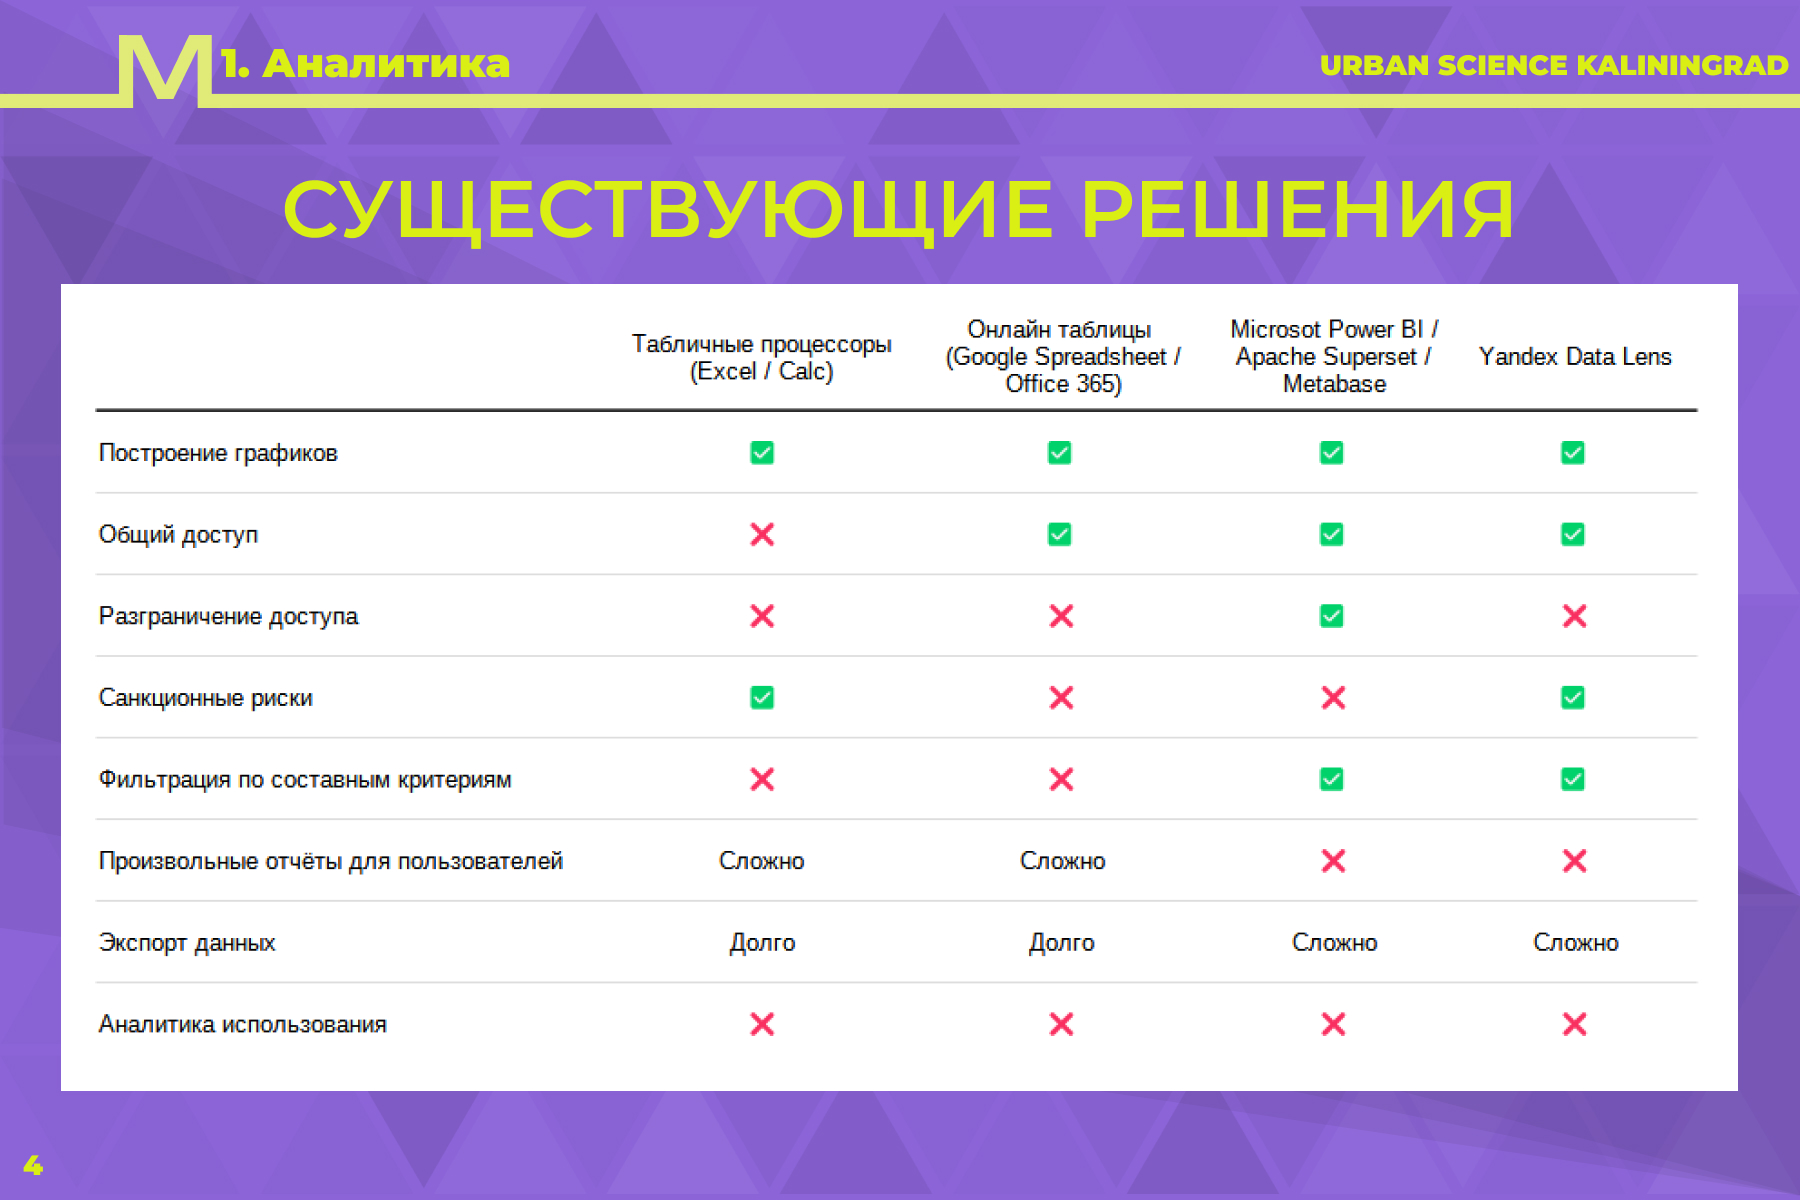 М
1. Аналитика
URBAN SCIENCE KALININGRAD
СУЩЕСТВУЮЩИЕ РЕШЕНИЯ
Табличные процессоры
(Excel / Calc)
Онлайн таблицы
(Google Spreadsheet /
Office 365)
Microsot Power BI /
Apache Superset /
Metabase
Yandex Data Lens
Построение графиков
Общий доступ
Разграничение доступа
Санкционные риски
Фильтрация по составным критериям
Произвольные отчёты для пользователей Сложно Сложно
Экспорт данных Долго Долго Сложно Сложно
Аналитика использования
4